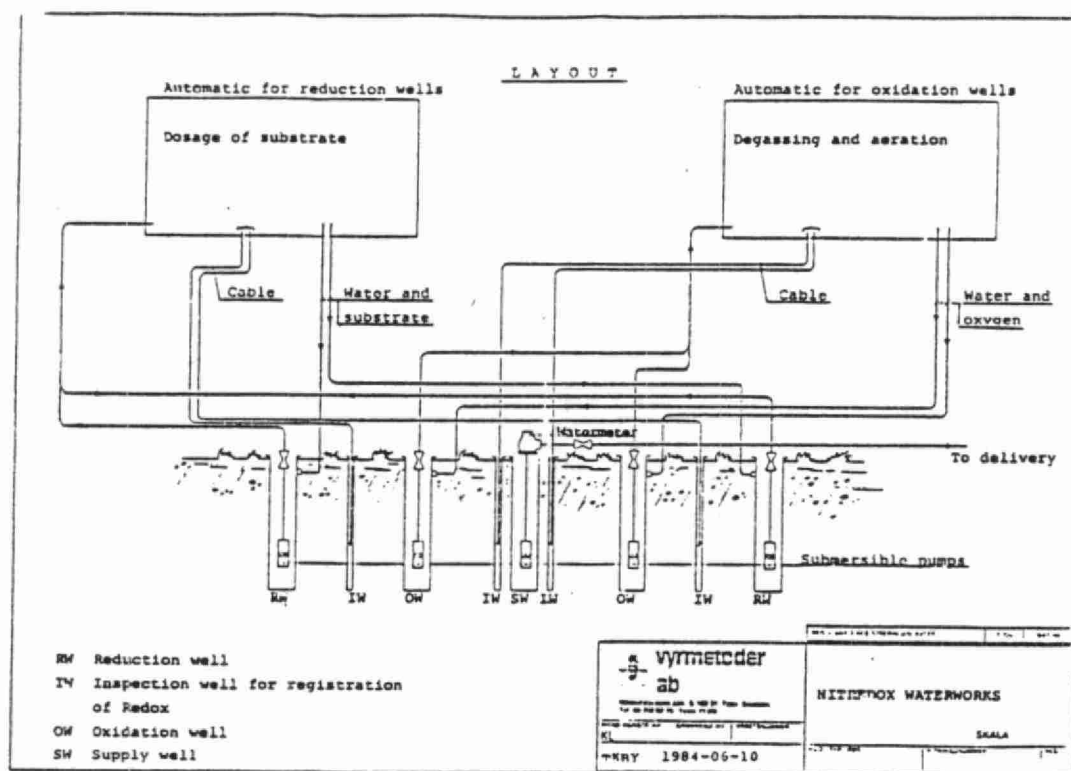 LAYOUT
Automatic for reduction wells
Automatic for oxidation wells
Dosage of substrate
Degassing and aeration
Cable
Water and
substrate
Cable
Water and
oxygen
Watermeter
To delivery
Submersible pumps
RW
IW
OW
IW
SW
IW
OW
IW
RW
RW Reduction well
IW Inspection well for registration
of Redox
OW Oxidation well
SW Supply well
vyrmetoder
ab
NITREDOX WATERWORKS
SKALA
1984-06-10